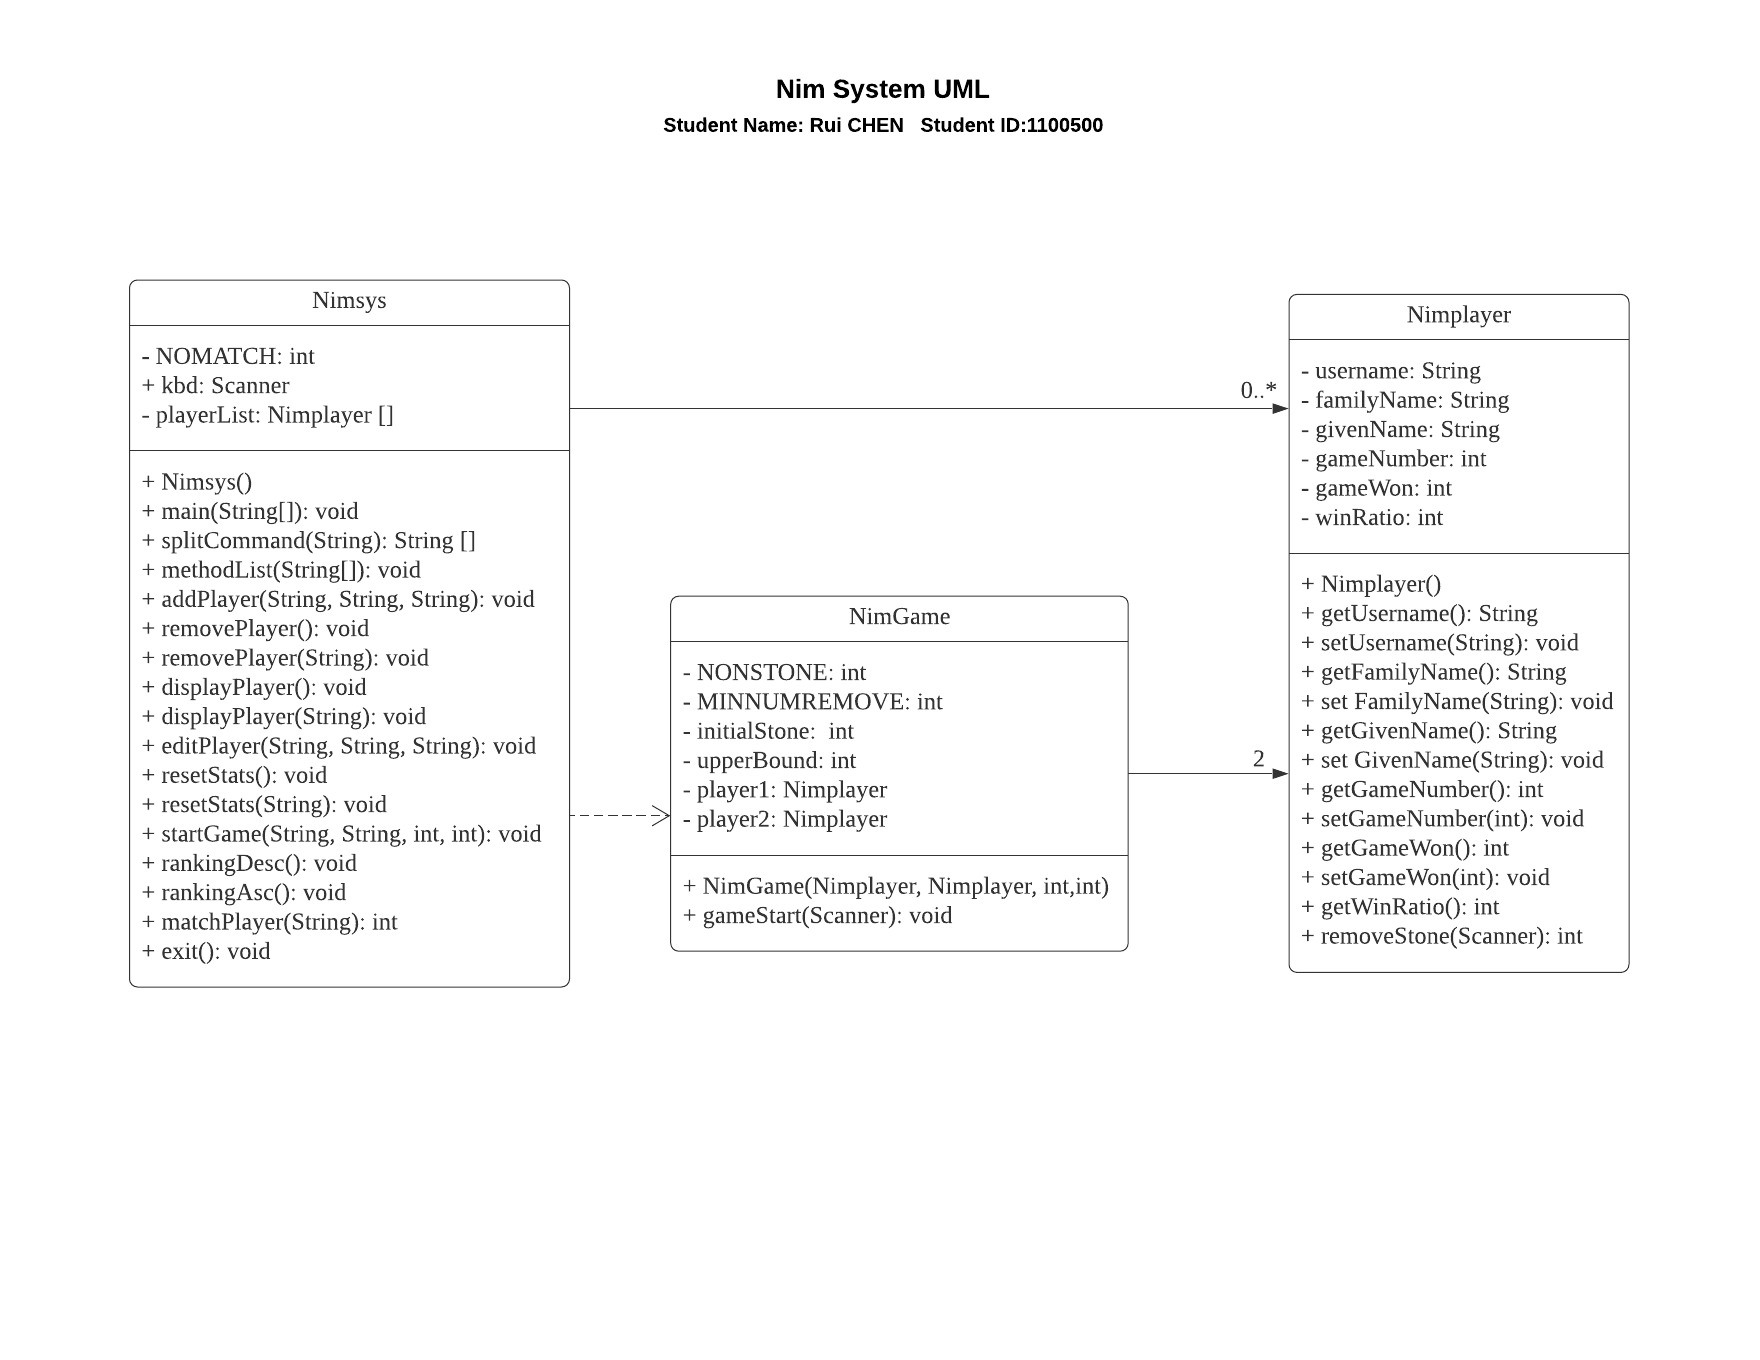 Nim System UML
Student Name: Rui CHEN   Student ID:1100500
Nimsys
- NOMATCH: int
+ kbd: Scanner
- playerList: Nimplayer []
+ Nimsys()
+ main(String[]): void
+ splitCommand(String): String []
+ methodList(String[]): void
+ addPlayer(String, String, String): void
+ removePlayer(): void
+ removePlayer(String): void
+ displayPlayer(): void
+ displayPlayer(String): void
+ editPlayer(String, String, String): void
+ resetStats(): void
+ resetStats(String): void
+ startGame(String, String, int, int): void
+ rankingDesc(): void
+ rankingAsc(): void
+ matchPlayer(String): int
+ exit(): void
NimGame
- NONSTONE: int
- MINNUMREMOVE: int
- initialStone:  int
- upperBound: int
- player1: Nimplayer
- player2: Nimplayer
+ NimGame(Nimplayer, Nimplayer, int,int)
+ gameStart(Scanner): void
0..*
2
Nimplayer
- username: String
- familyName: String
- givenName: String
- gameNumber: int
- gameWon: int
- winRatio: int
+ Nimplayer()
+ getUsername(): String
+ setUsername(String): void
+ getFamilyName(): String
+ set FamilyName(String): void
+ getGivenName(): String
+ set GivenName(String): void
+ getGameNumber(): int
+ setGameNumber(int): void
+ getGameWon(): int
+ setGameWon(int): void
+ getWinRatio(): int
+ removeStone(Scanner): int